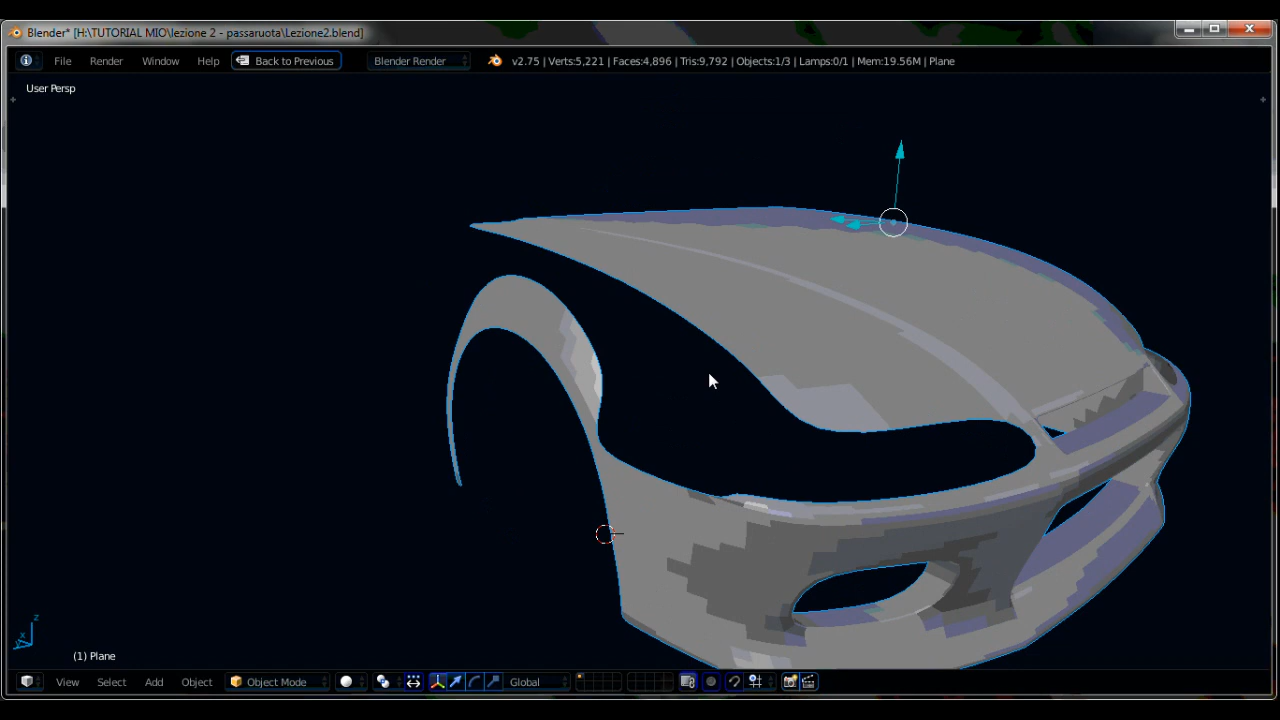 Blender* [H:\TUTORIAL MIO\lezione 2 - passaruota\Lezione2.blend]
File Render Window Help Back to Previous Blender Render v2.75 | Verts:5,221 | Faces:4,896 | Tris:9,792 | Objects:1/3 | Lamps:0/1 | Mem:19.56M | Plane
User Persp
z
x
(1) Plane
View Select Add Object Object Mode Global